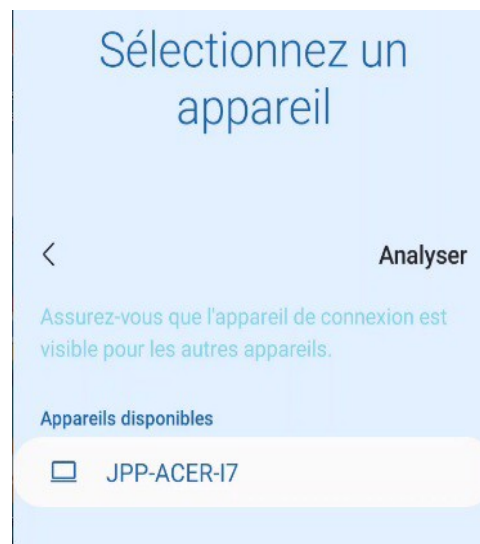 Sélectionnez un
appareil
Analyser
Assurez-vous que l'appareil de connexion est
visible pour les autres appareils.
Appareils disponibles
JPP-ACER-I7